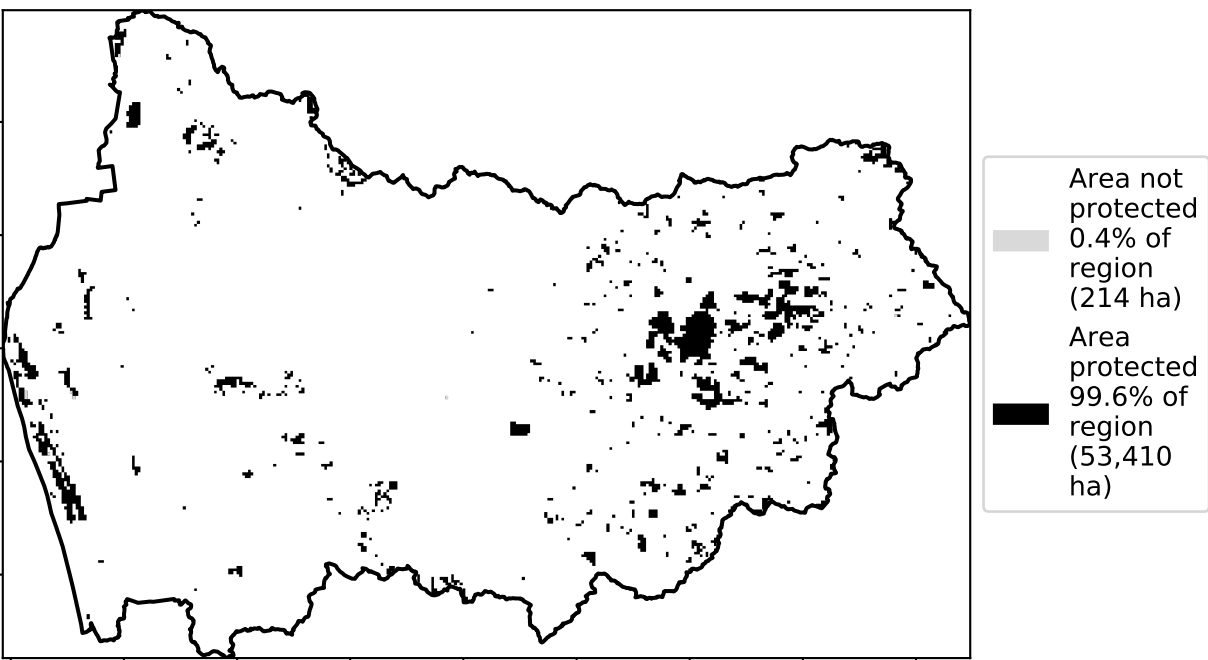 Area not
protected
0.4% of
region
(214 ha)
Area
protected
99.6% of
region
(53,410
ha)